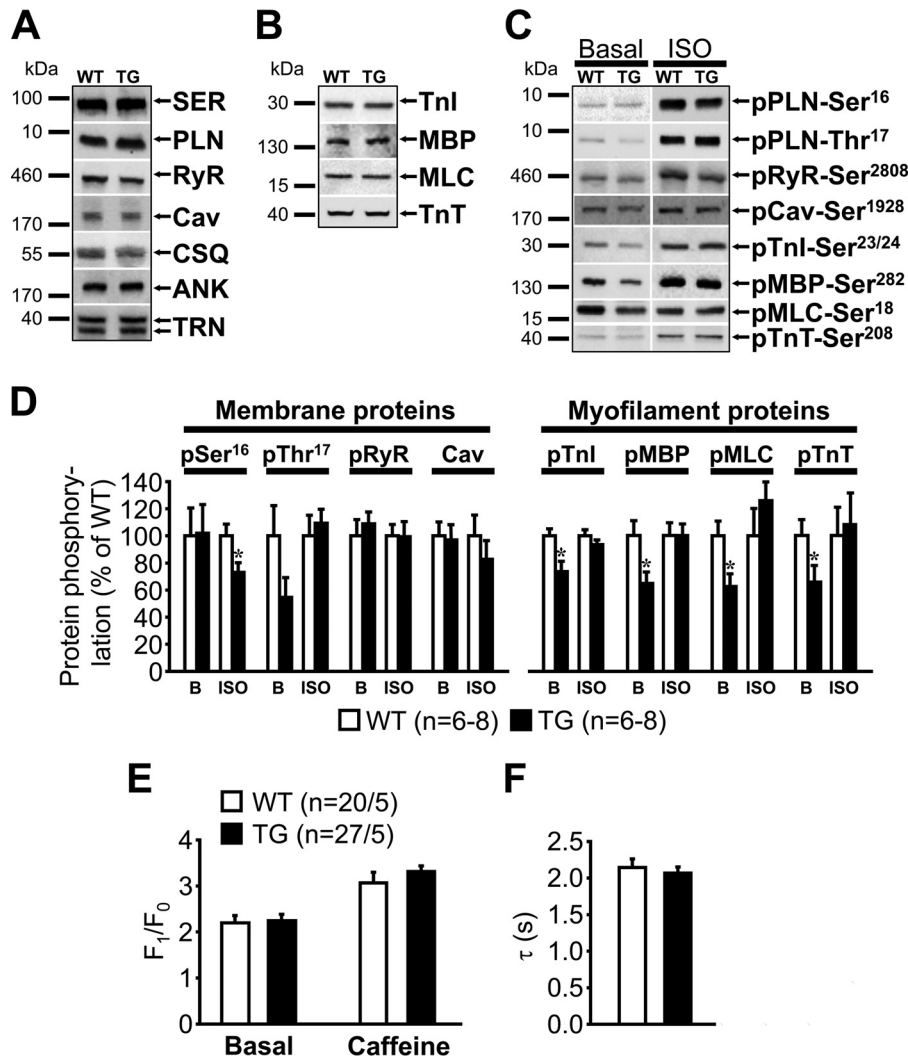 A
kDa
WT TG
100 SER
10 PLN
460 RyR
170 Cav
55 CSQ
170 ANK
40 TRN
B
kDa
WT TG
30 TnI
130 MBP
15 MLC
40 TnT
C
Basal ISO
kDa
WT TG WT TG
10 pPLN-Ser16
10 pPLN-Thr17
460 pRyR-Ser2808
170 pCav-Ser1928
30 pTnI-Ser23/24
130 pMBP-Ser282
15 pMLC-Ser18
40 pTnT-Ser208
D
Membrane proteins Myofilament proteins
pSer16 pThr17 pRyR Cav pTnI pMBP pMLC pTnT
Protein phosphory-
lation (% of WT)
140
120
100
80
60
40
20
0
* * * * *
B ISO B ISO B ISO B ISO B ISO B ISO B ISO B ISO
WT (n=6-8) TG (n=6-8)
E
WT (n=20/5)
TG (n=27/5)
F1/F0
4
3
2
1
0
Basal Caffeine
F
τ (s)
2.5
2.0
1.5
1.0
0.5
0.0